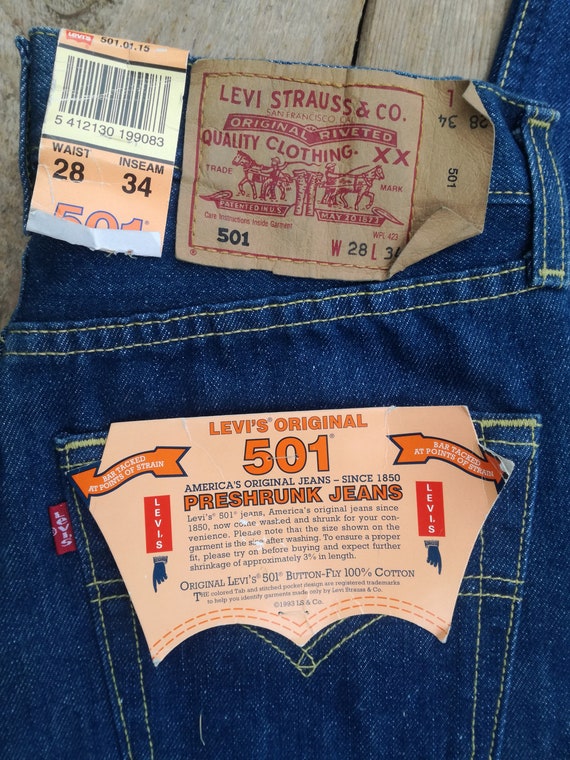 Levi's 501.01.15
5 412130 199083
WAIST INSEAM
28 34
501®
LEVI STRAUSS & CO.
SAN FRANCISCO CAL
ORIGINAL RIVETED
QUALITY CLOTHING. XX
TRADE MARK
PATENTED IN U.S. MAY 20 1873
Care Instructions Inside Garment WPL 423
501 W 28 L 34
L
28 34
501
LEVI'S® ORIGINAL
501®
AMERICA'S ORIGINAL JEANS – SINCE 1850
PRESHRUNK JEANS
BAR TACKED
AT POINTS OF STRAIN
BAR TACKED
AT POINTS OF STRAIN
LEVI'S
LEVI'S
Levi's® 501® jeans, America's original jeans since
1850, now come washed and shrunk for your con-
venience. Please note that the size shown on the
garment is the size after washing. To ensure a proper
fit, please try on before buying and expect further
shrinkage of approximately 3% in length.
ORIGINAL LEVI'S® 501® BUTTON-FLY 100% COTTON
THE colored Tab and stitched pocket design are registered trademarks
to help you identify garments made only by Levi Strauss & Co.
©1993 LS & Co.
LEVI'S